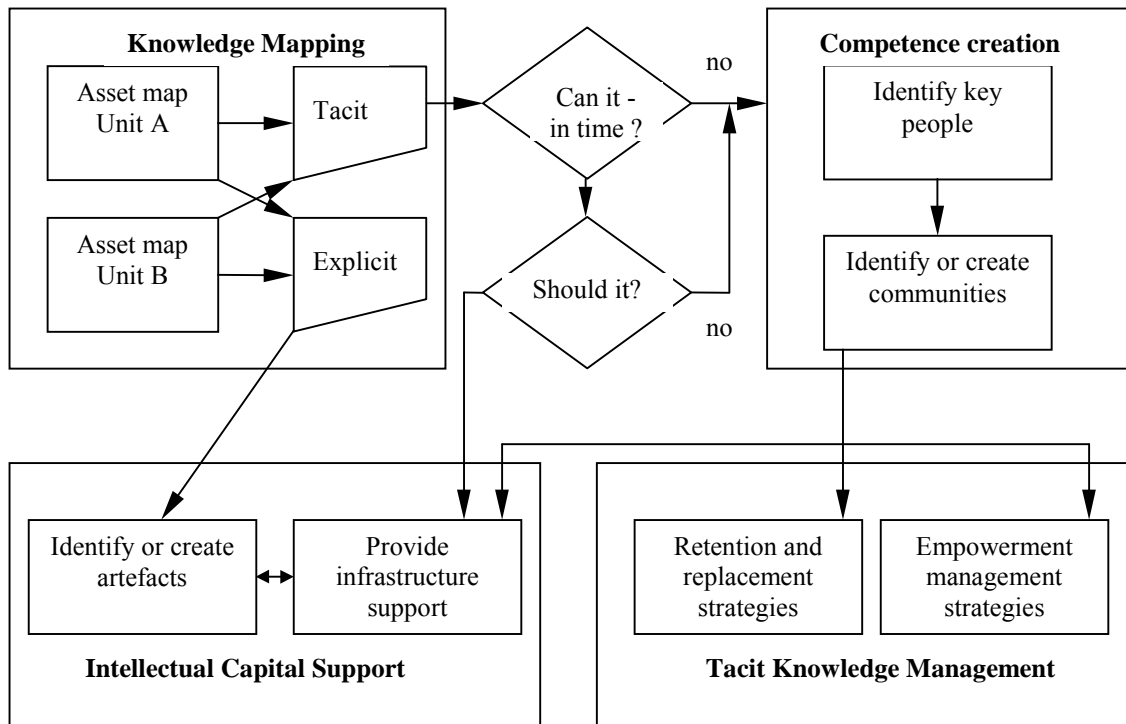 Knowledge Mapping
Asset map
Unit A
Tacit
Asset map
Unit B
Explicit
Can it -
in time ?
no
Should it?
no
Competence creation
Identify key
people
Identify or create
communities
Identify or create
artefacts
Provide
infrastructure
support
Intellectual Capital Support
Retention and
replacement
strategies
Empowerment
management
strategies
Tacit Knowledge Management